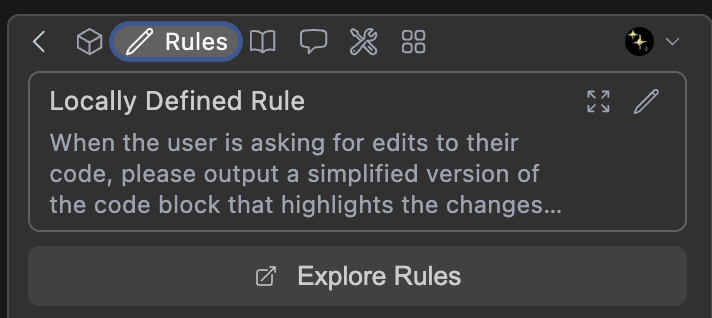 Rules
Locally Defined Rule
When the user is asking for edits to their
code, please output a simplified version of
the code block that highlights the changes...
Explore Rules